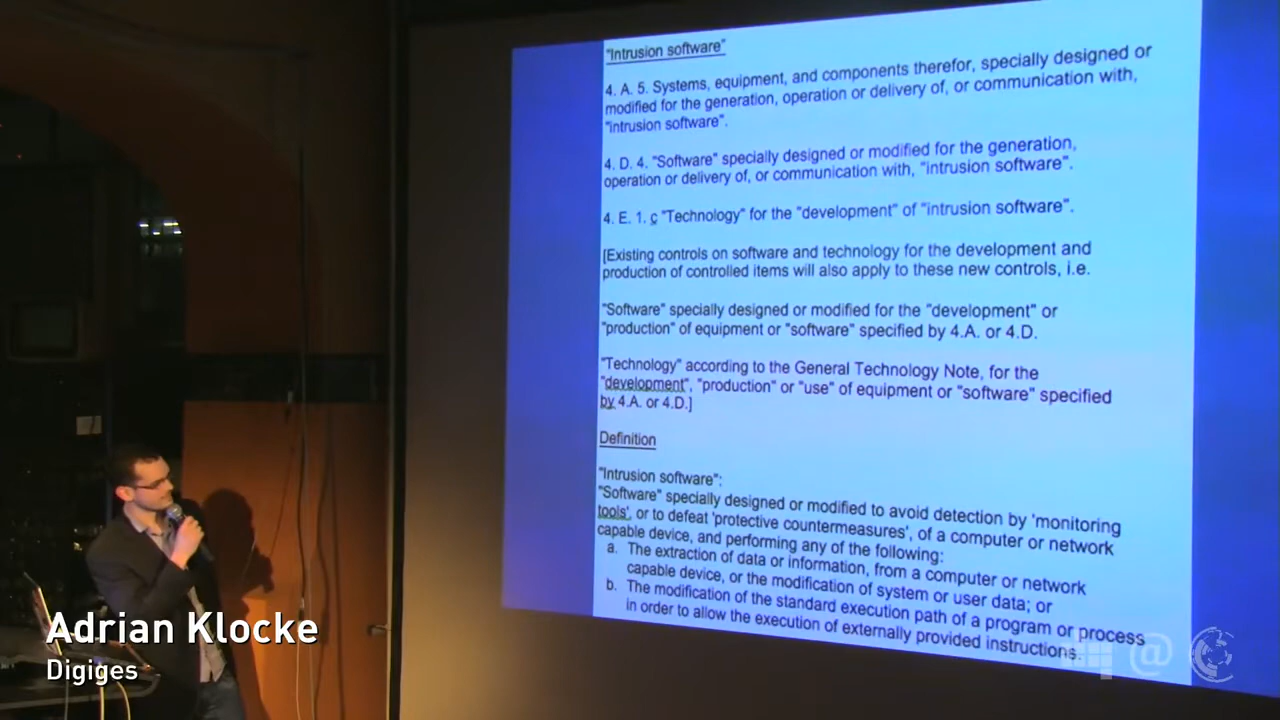 "Intrusion software"
4. A. 5. Systems, equipment, and components therefor, specially designed or
modified for the generation, operation or delivery of, or communication with,
"intrusion software".
4. D. 4. "Software" specially designed or modified for the generation,
operation or delivery of, or communication with, "intrusion software".
4. E. 1. c "Technology" for the "development" of "intrusion software".
[Existing controls on software and technology for the development and
production of controlled items will also apply to these new controls, i.e.
"Software" specially designed or modified for the "development" or
"production" of equipment or "software" specified by 4.A. or 4.D.
"Technology" according to the General Technology Note, for the
"development", "production" or "use" of equipment or "software" specified
by 4.A. or 4.D.]
Definition
"Intrusion software":
"Software" specially designed or modified to avoid detection by 'monitoring
tools', or to defeat 'protective countermeasures', of a computer or network
capable device, and performing any of the following:
a. The extraction of data or information, from a computer or network
capable device, or the modification of system or user data; or
b. The modification of the standard execution path of a program or process
in order to allow the execution of externally provided instructions.
Adrian Klocke
Digiges
@